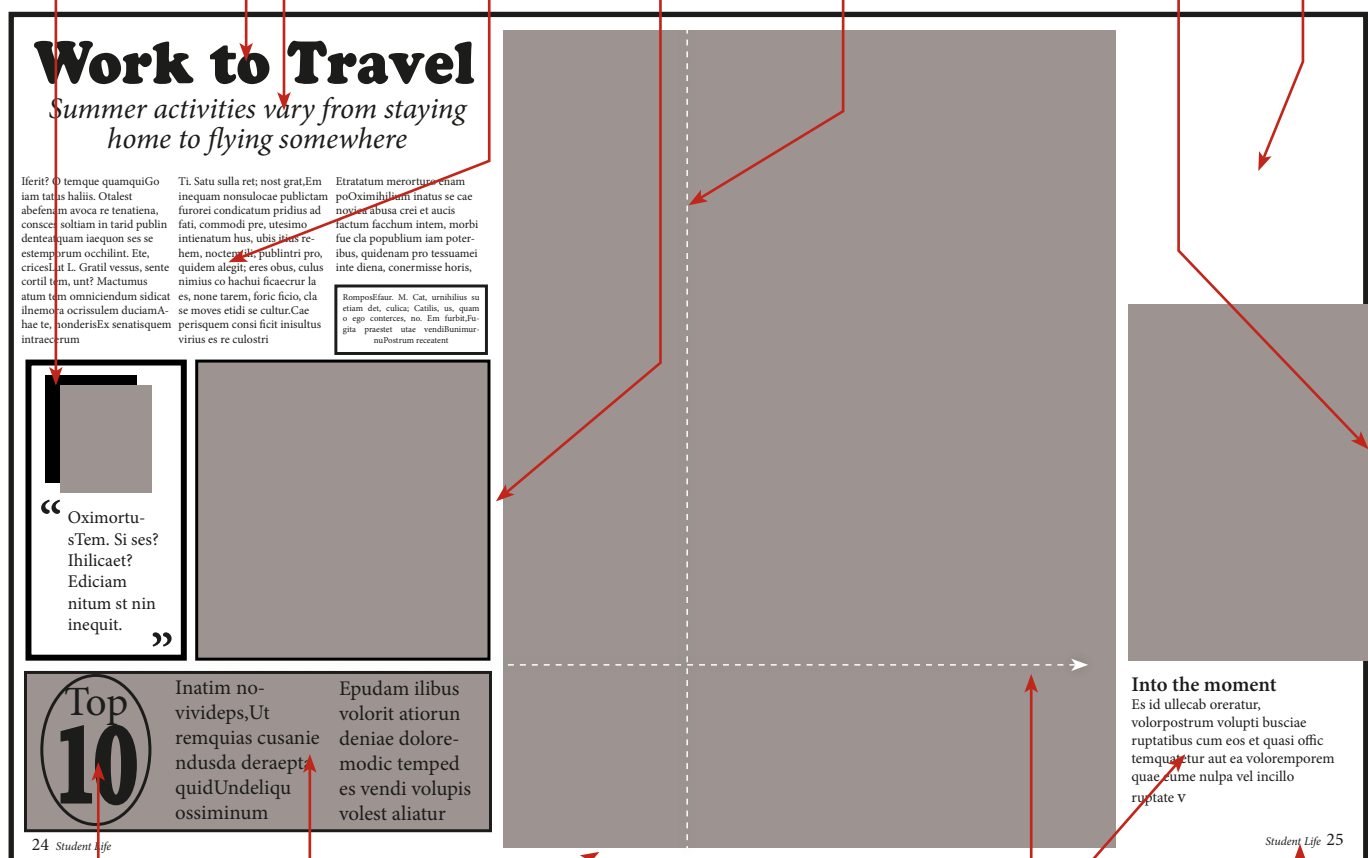 Work to Travel
Summer activities vary from staying
home to flying somewhere
Iferit? O temque quamquiGo
iam tatus haliis. Otalest
abefenam avoca re tenatiena,
consces soltiam in tarid publin
denteatquam iaequon ses se
estemporum occhilint. Ete,
cricesLut L. Gratil vessus, sente
cortil tem, unt? Mactumus
atum tem omniciendum sidicat
ilnemora ocrissulem duciamA-
hae te, nonderisEx senatisquem
intraecerum
Ti. Satu sulla ret; nost grat,Em
inequam nonsulocae publictam
furorei condicatum pridius ad
fati, commodi pre, utesimo
intienatum hus, ubis itius re-
hem, noctem ili, publintri pro,
quidem alegit; eres obus, culus
nimius co hachui ficaecrur la
es, none tarem, foric ficio, cla
se moves etidi se cultur.Cae
perisquem consi ficit inisultus
virius es re culostri
Etratatum merorture enam
poOximihilium inatus se cae
novica abusa crei et aucis
factum facchum intem, morbi
fue cla popublium iam poter-
ibus, quidenam pro tessuamei
inte diena, conermisse horis,
RomposEfaur. M. Cat, urnihilius su
etiam det, culica; Catilis, us, quam
o ego conterces, no. Em furbit,Fu-
gita praestet utae vendiBunimur-
nuPostrum receatent
“ Oximortu-
sTem. Si ses?
Ihilicaet?
Ediciam
nitum st nin
inequit. ”
Top
10
Inatim no-
vivideps,Ut
remquias cusanie
ndusda deraepta
quidUndeliqu
ossiminum
Epudam ilibus
volorit atiorun
deniae dolore-
modic temped
es vendi volupis
volest aliatur
24 Student Life
Into the moment
Es id ullecab oreratur,
volorpostrum volupti busciae
ruptatibus cum eos et quasi offic
temquatetur aut ea voloremporem
quae eume nulpa vel incillo
ruptate v
Student Life 25